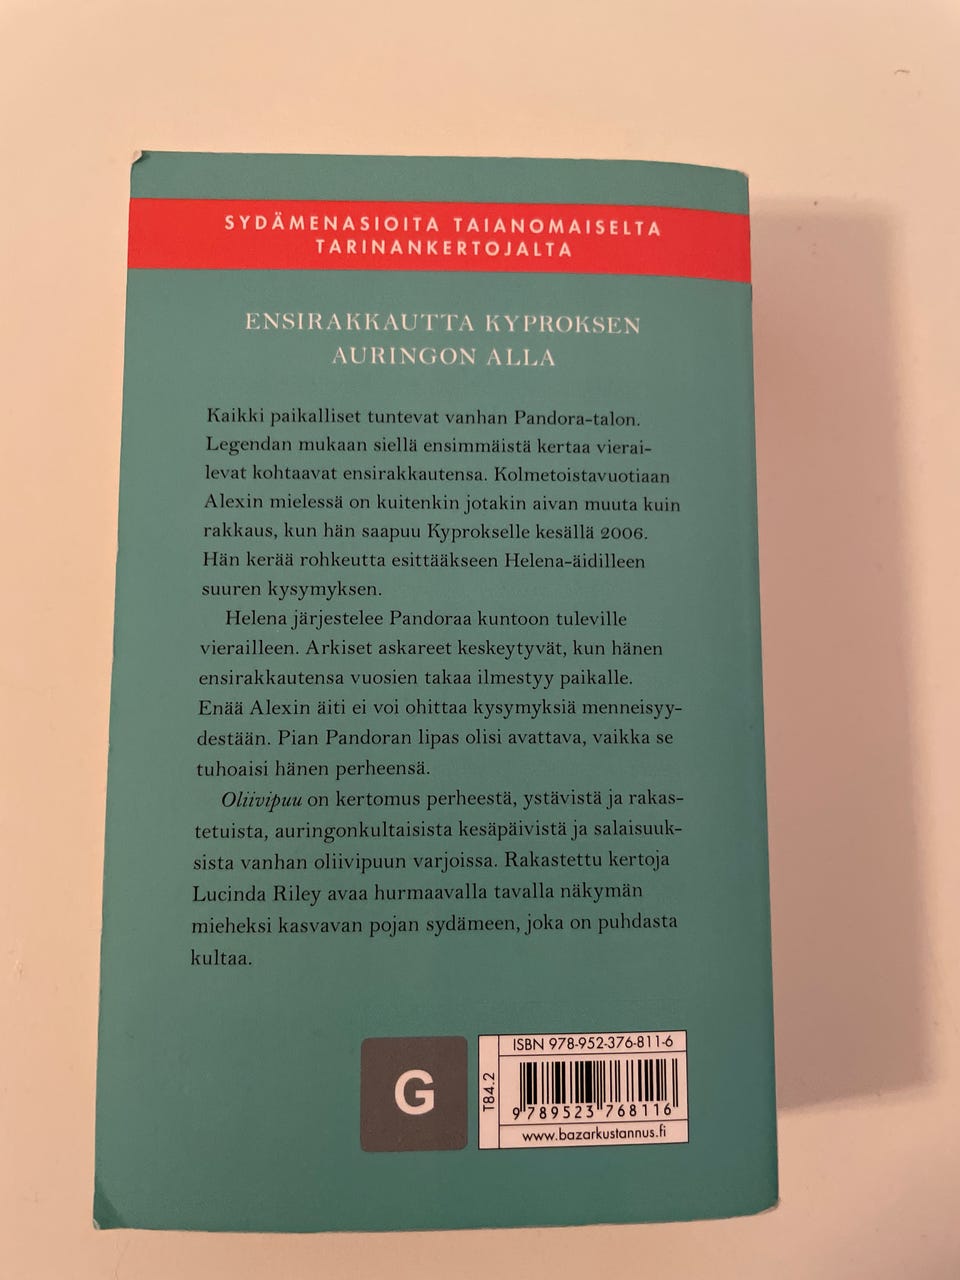 SYDÄMENASIOITA TAIANOMAISELTA
TARINANKERTOJALTA
ENSIRAKKAUTTA KYPROKSEN
AURINGON ALLA
Kaikki paikalliset tuntevat vanhan Pandora-talon.
Legendan mukaan siellä ensimmäistä kertaa vierai-
levat kohtaavat ensirakkautensa. Kolmetoistavuotiaan
Alexin mielessä on kuitenkin jotakin aivan muuta kuin
rakkaus, kun hän saapuu Kyprokselle kesällä 2006.
Hän kerää rohkeutta esittääkseen Helena-äidilleen
suuren kysymyksen.
Helena järjestelee Pandoraa kuntoon tuleville
vierailleen. Arkiset askareet keskeytyvät, kun hänen
ensirakkautensa vuosien takaa ilmestyy paikalle.
Enää Alexin äiti ei voi ohittaa kysymyksiä menneisyy-
destään. Pian Pandoran lipas olisi avattava, vaikka se
tuhoaisi hänen perheensä.
Oliivipuu on kertomus perheestä, ystävistä ja rakas-
tetuista, auringonkultaisista kesäpäivistä ja salaisuuk-
sista vanhan oliivipuun varjoissa. Rakastettu kertoja
Lucinda Riley avaa hurmaavalla tavalla näkymän
mieheksi kasvavan pojan sydämeen, joka on puhdasta
kultaa.
G
T84.2
ISBN 978-952-376-811-6
9 789523 768116
www.bazarkustannus.fi